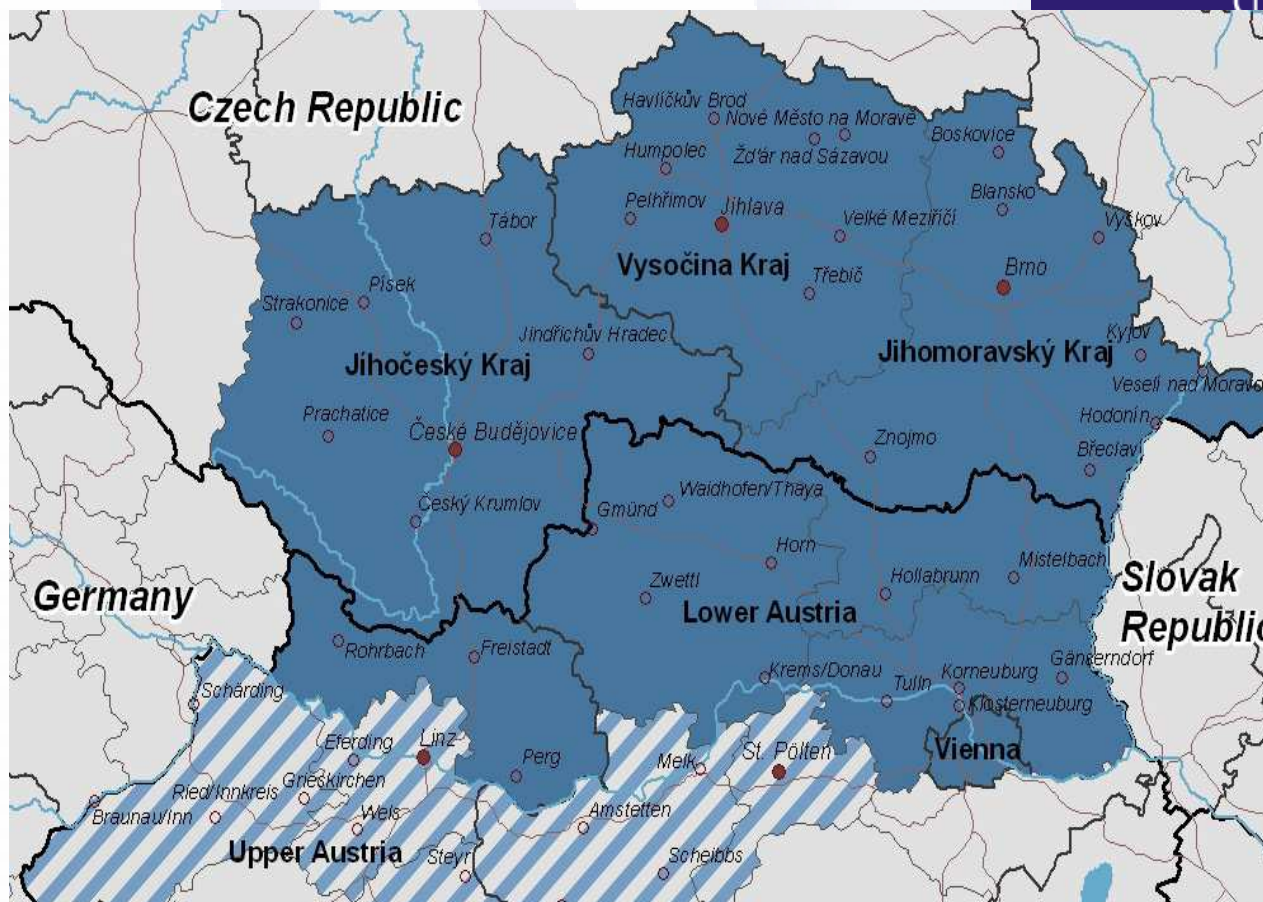 Czech Republic
Havlíčkův Brod
Nové Město na Moravě
Boskovice
Humpolec
Žďár nad Sázavou
Pelhřimov
Jihlava
Blansko
Tábor
Velké Meziříčí
Vyškov
Vysočina Kraj
Brno
Písek
Třebíč
Strakonice
Jindřichův Hradec
Kyjov
Jihočeský Kraj
Jihomoravský Kraj
Veselí nad Moravo
Prachatice
České Budějovice
Hodonín
Znojmo
Břeclav
Český Krumlov
Waidhofen/Thaya
Gmünd
Horn
Mistelbach
Germany
Zwettl
Hollabrunn
Slovak
Republic
Lower Austria
Rohrbach
Freistadt
Gänserndorf
Krems/Donau
Korneuburg
Schärding
Tulln
Klosterneuburg
Eferding
Linz
Vienna
Perg
Melk
St. Pölten
Grieskirchen
Ried/Innkreis
Braunau/Inn
Wels
Amstetten
Upper Austria
Steyr
Scheibbs